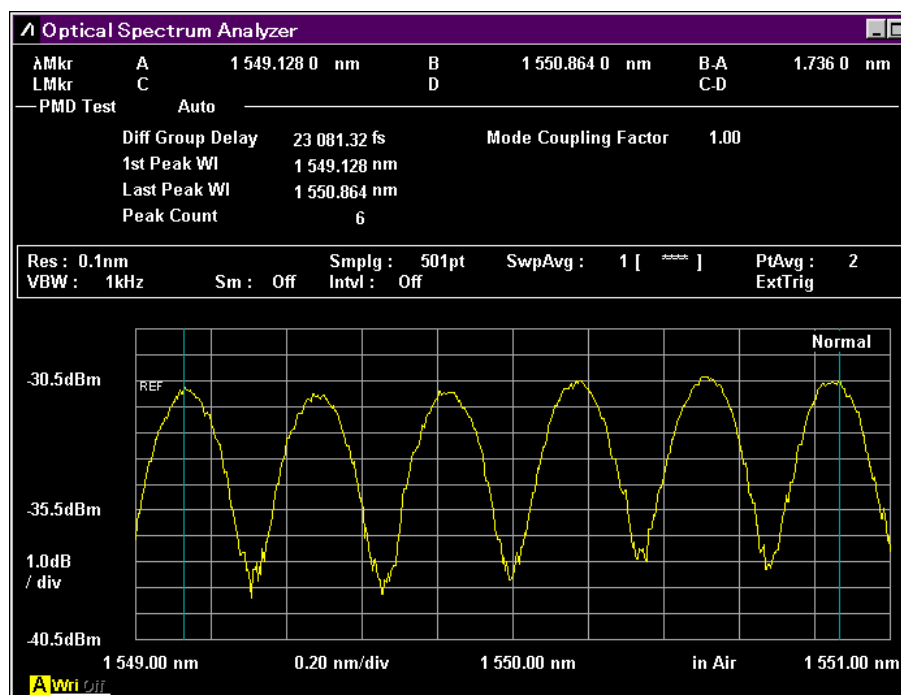 Optical Spectrum Analyzer
λMkr A 1 549.128 0 nm B 1 550.864 0 nm B-A 1.736 0 nm
LMkr C D C-D
PMD Test Auto
Diff Group Delay 23 081.32 fs Mode Coupling Factor 1.00
1st Peak Wl 1 549.128 nm
Last Peak Wl 1 550.864 nm
Peak Count 6
Res : 0.1nm Smplg : 501pt SwpAvg : 1 [ **** ] PtAvg : 2
VBW : 1kHz Sm : Off Intvl : Off ExtTrig
Normal
-30.5dBm REF
-35.5dBm
1.0dB
/ div
-40.5dBm
1 549.00 nm 0.20 nm/div 1 550.00 nm in Air 1 551.00 nm
A Wri Off